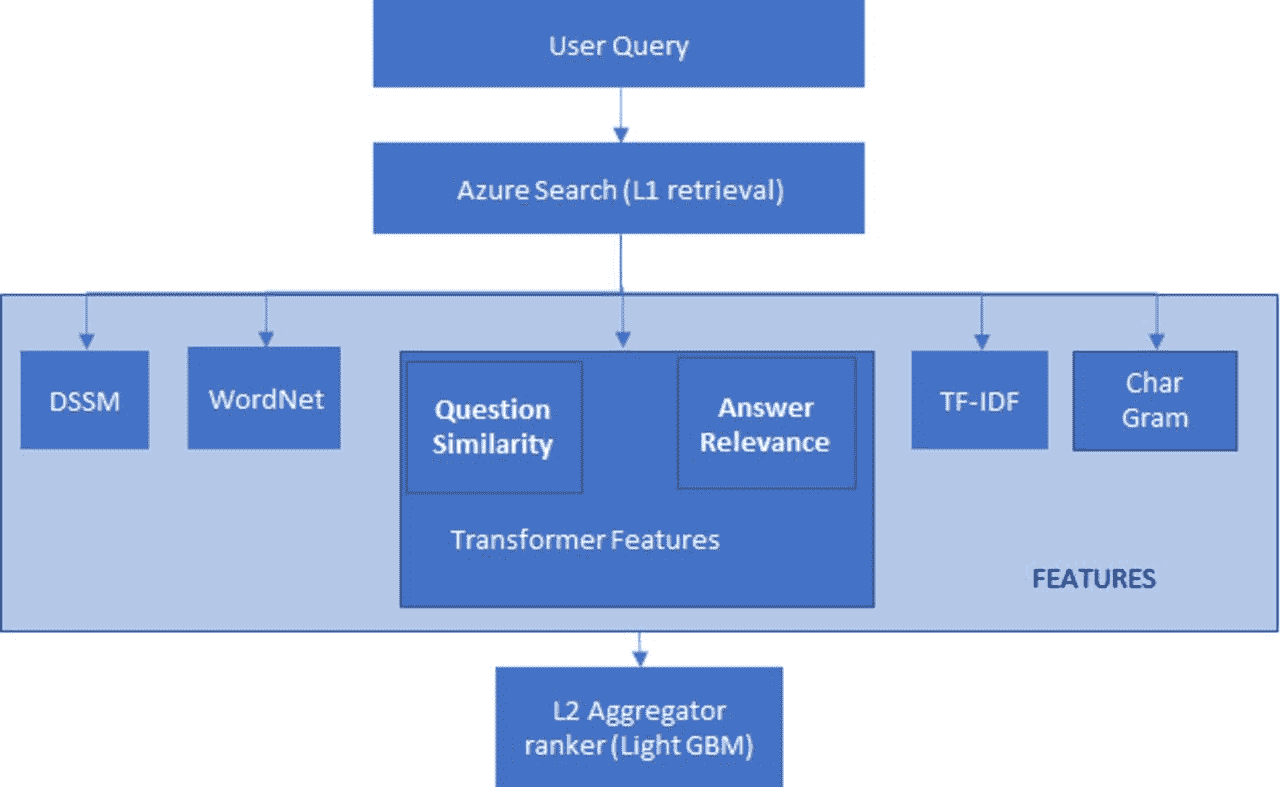 User Query
Azure Search (L1 retrieval)
DSSM
WordNet
Question
Similarity
Answer
Relevance
Transformer Features
TF-IDF
Char
Gram
FEATURES
L2 Aggregator
ranker (Light GBM)